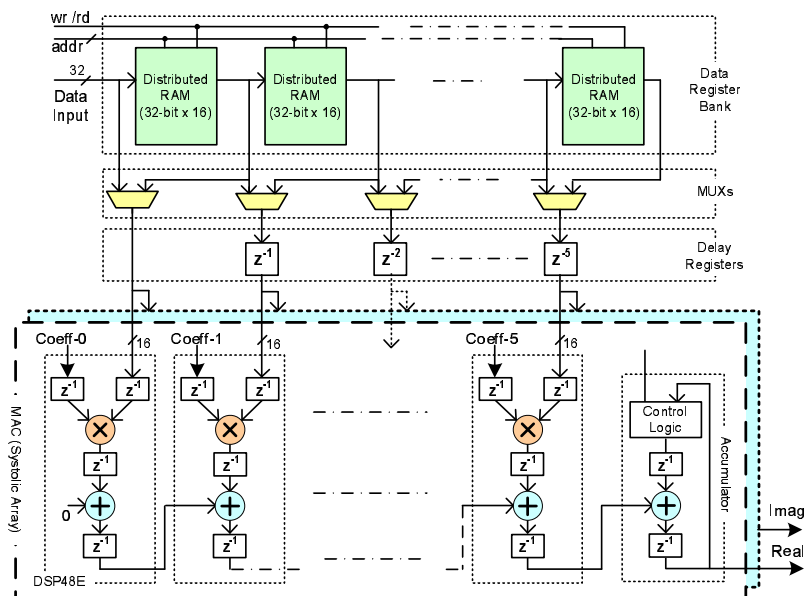 wr /rd
addr
32
Data
Input
Distributed
RAM
(32-bit x 16)
Distributed
RAM
(32-bit x 16)
Distributed
RAM
(32-bit x 16)
Data
Register
Bank
MUXs
z-1
z-2
z-5
Delay
Registers
Coeff-0
16
Coeff-1
16
Coeff-5
16
z-1
z-1
z-1
z-1
z-1
z-1
Control
Logic
z-1
z-1
z-1
z-1
0
z-1
z-1
z-1
z-1
MAC (Systolic Array)
Accumulator
DSP48E
Imag
Real